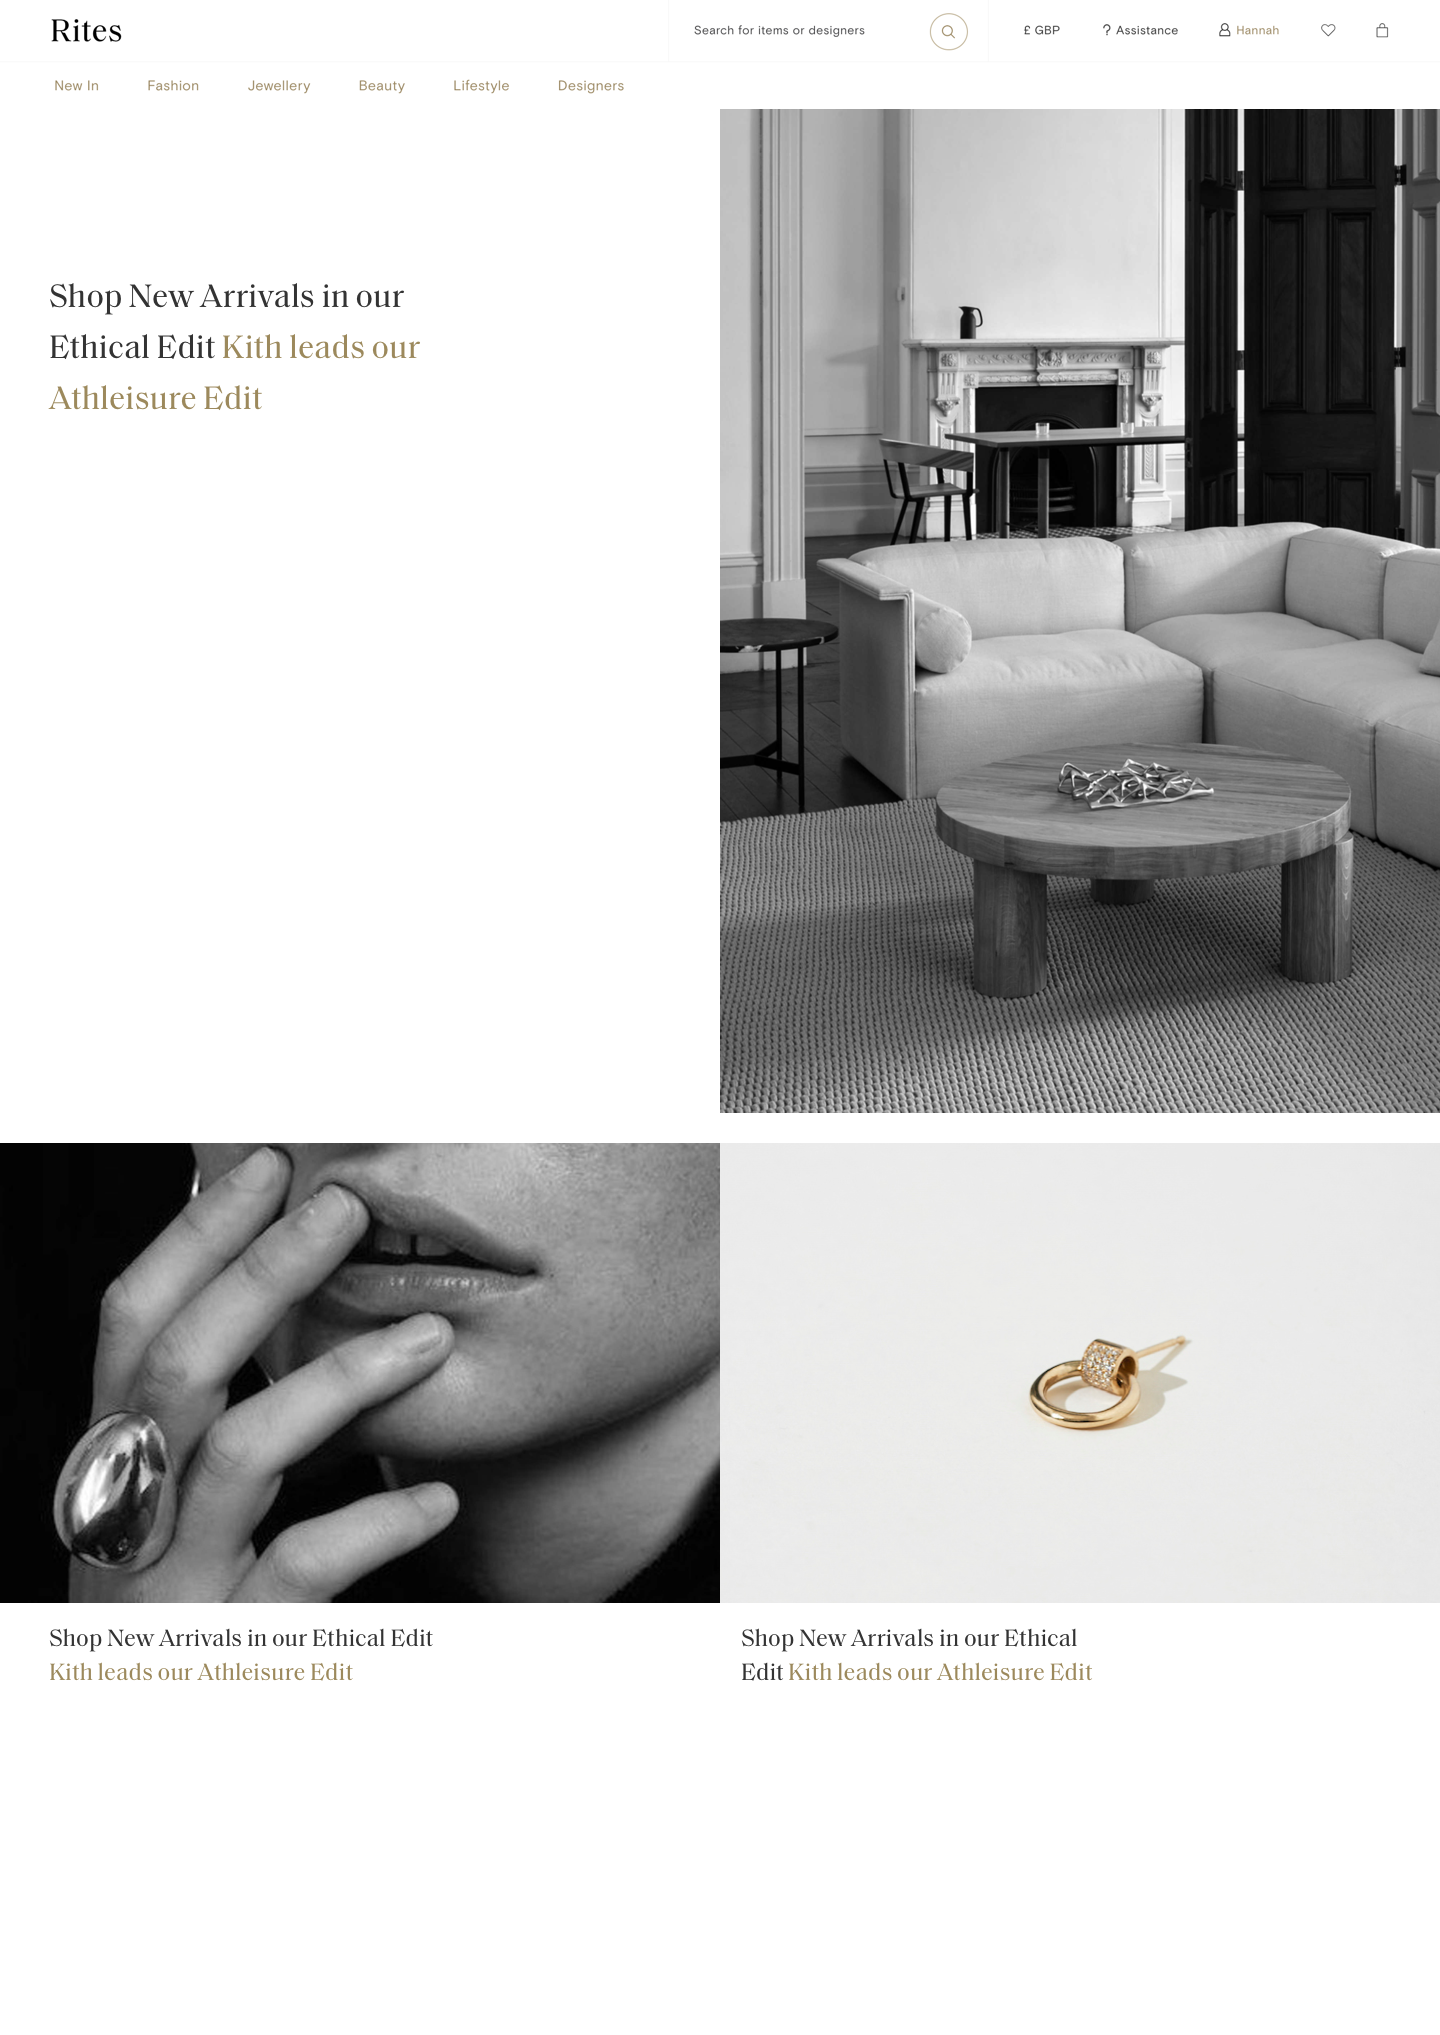 Rites
Search for items or designers
£ GBP
? Assistance
Hannah
New In
Fashion
Jewellery
Beauty
Lifestyle
Designers
Shop New Arrivals in our
Ethical Edit Kith leads our
Athleisure Edit
Shop New Arrivals in our Ethical Edit
Kith leads our Athleisure Edit
Shop New Arrivals in our Ethical
Edit Kith leads our Athleisure Edit